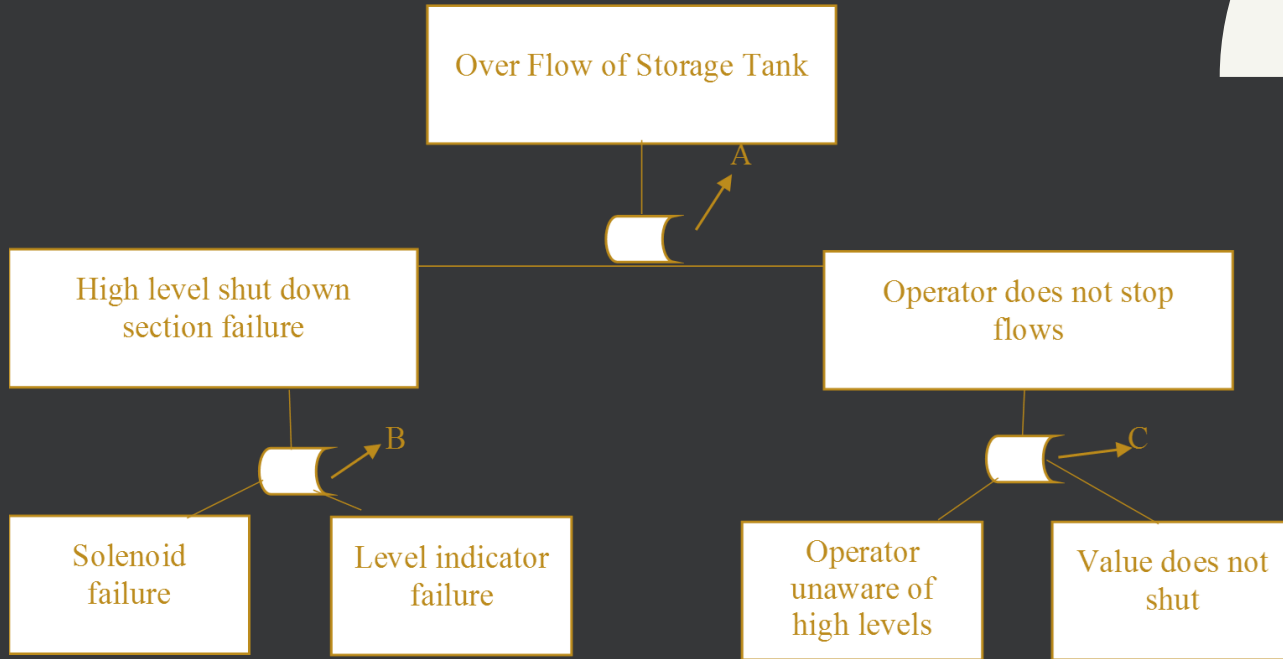 Over Flow of Storage Tank
A
High level shut down
section failure
Operator does not stop
flows
B
C
Solenoid
failure
Level indicator
failure
Operator
unaware of
high levels
Value does not
shut